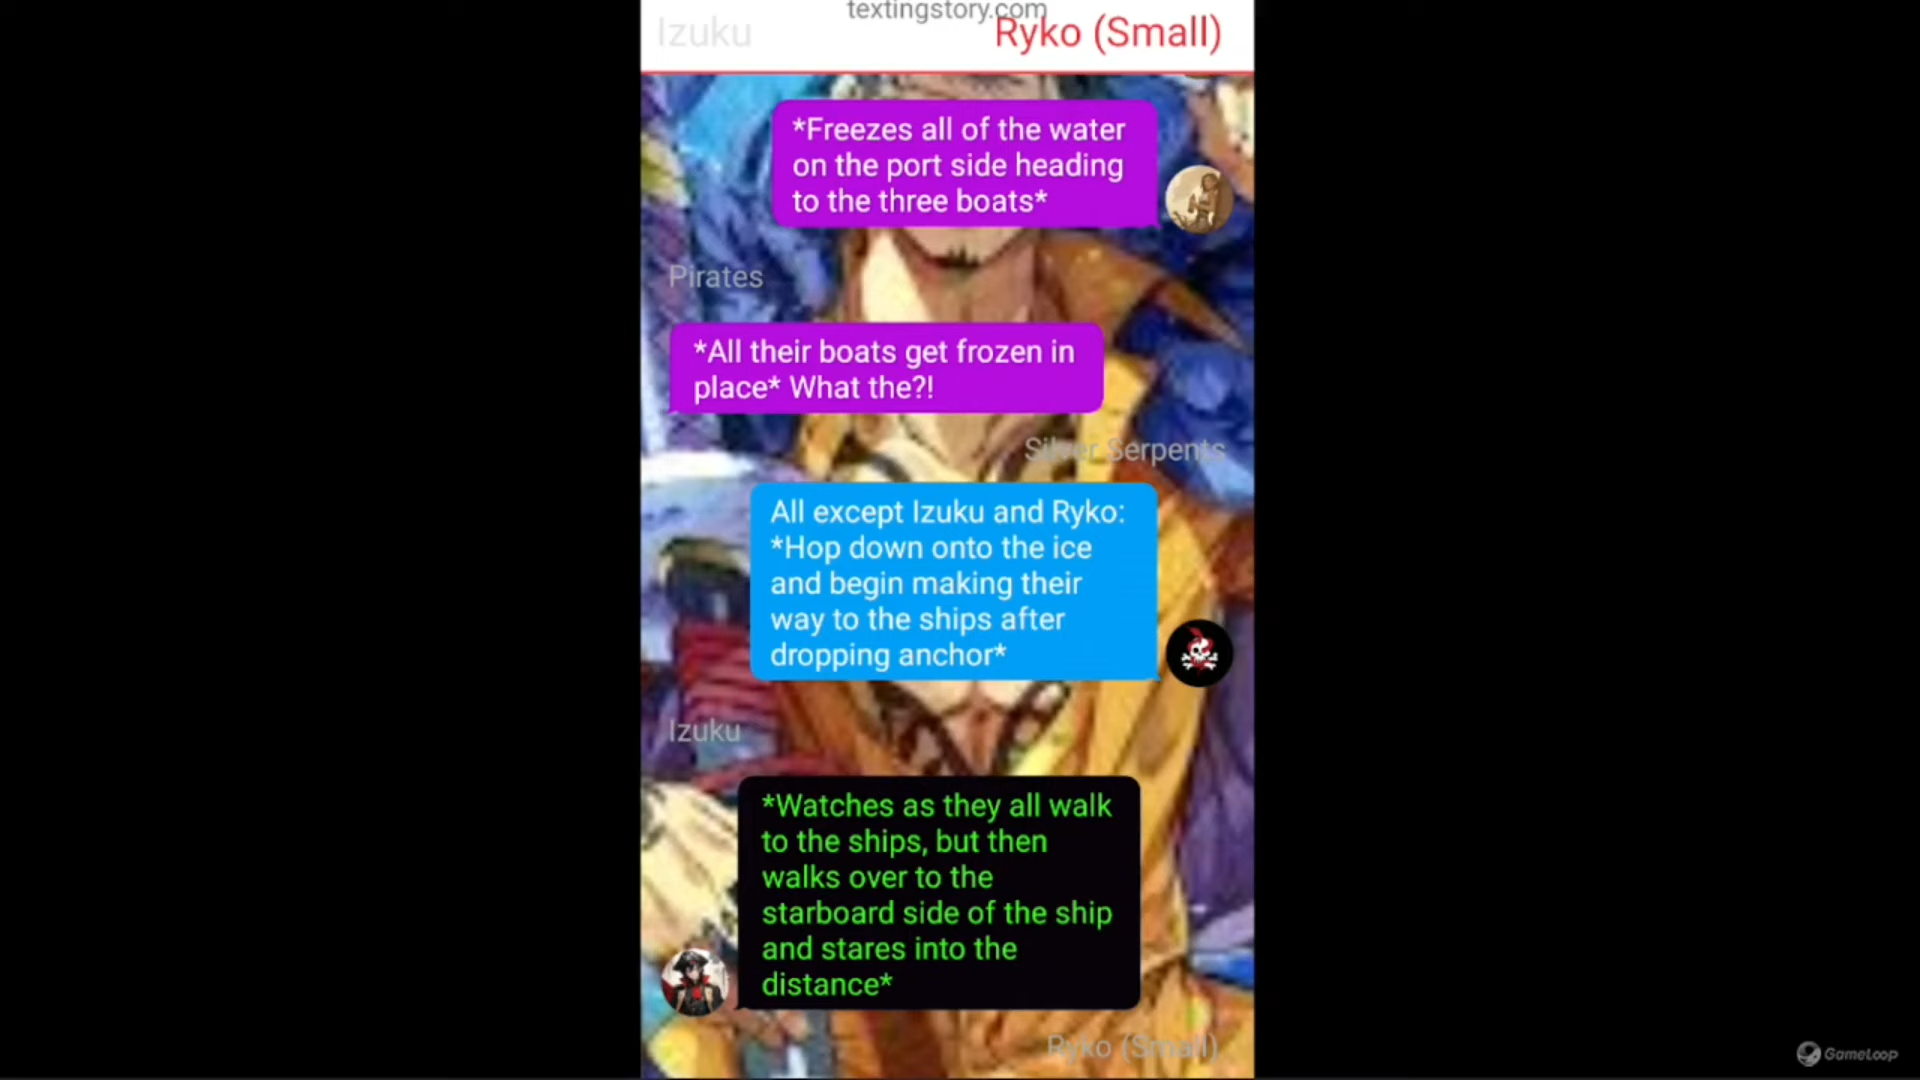 textingstory.com
Izuku
Ryko (Small)
*Freezes all of the water
on the port side heading
to the three boats*
Pirates
*All their boats get frozen in
place* What the?!
Silver Serpents
All except Izuku and Ryko:
*Hop down onto the ice
and begin making their
way to the ships after
dropping anchor*
Izuku
*Watches as they all walk
to the ships, but then
walks over to the
starboard side of the ship
and stares into the
distance*
Ryko (Small)
GameLoop